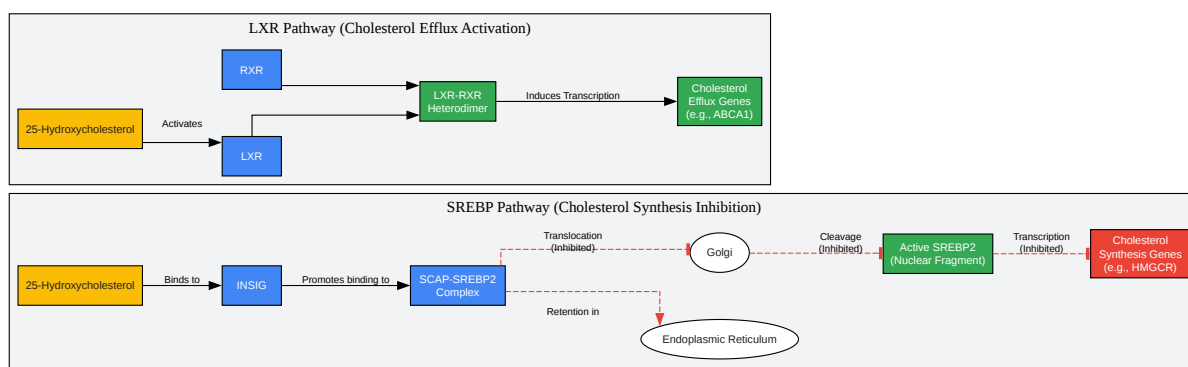 LXR Pathway (Cholesterol Efflux Activation)
RXR
25-Hydroxycholesterol
Activates
LXR
LXR-RXR
Heterodimer
Induces Transcription
Cholesterol
Efflux Genes
(e.g., ABCA1)
SREBP Pathway (Cholesterol Synthesis Inhibition)
25-Hydroxycholesterol
Binds to
INSIG
Promotes binding to
SCAP-SREBP2
Complex
Translocation
(Inhibited)
Golgi
Cleavage
(Inhibited)
Active SREBP2
(Nuclear Fragment)
Transcription
(Inhibited)
Cholesterol
Synthesis Genes
(e.g., HMGCR)
Retention in
Endoplasmic Reticulum